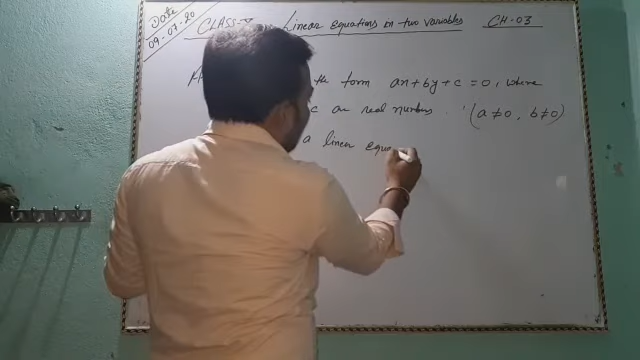 Date
09-07-20
CLASS-X Linear Equations in two variables CH-03
the form ax+by+c=0, where
c are real numbers. (a≠0, b≠0)
a linear equa